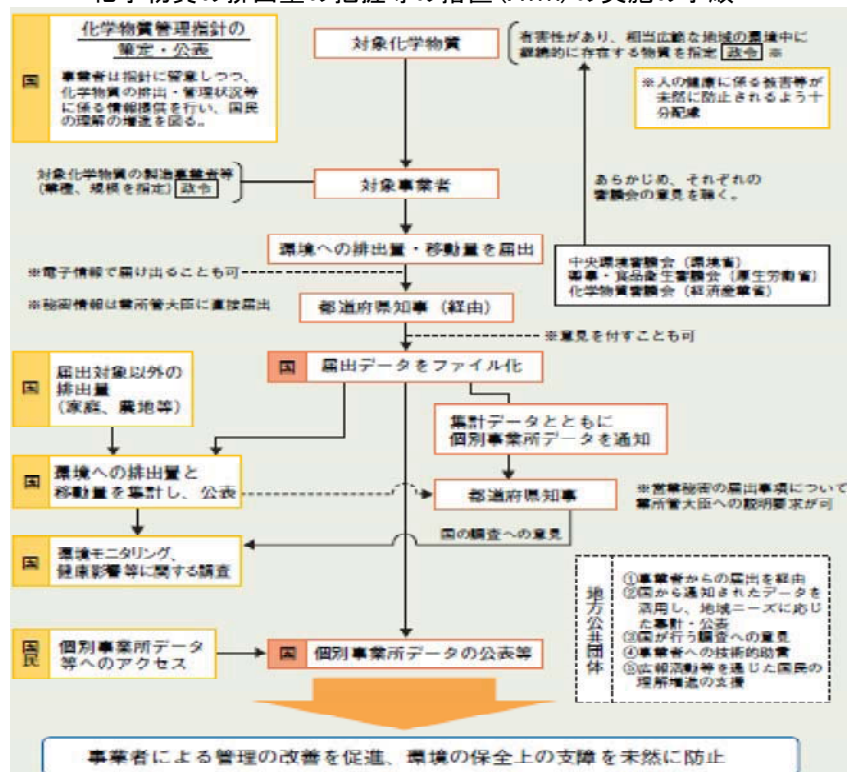 化学物質管理指針の
策定・公表
国
事業者は指針に留意しつつ、
化学物質の排出・管理状況等
に係る情報提供を行い、国民
の理解の増進を図る。
対象化学物質
有害性があり、相当広範な地域の環境中に
継続的に存在する物質を指定 政令 ※
※人の健康に係る被害等が
未然に防止されるよう十
分配慮
対象化学物質の製造事業者等
(業種、規模を指定) 政令
対象事業者
あらかじめ、それぞれの
審議会の意見を聴く。
環境への排出量・移動量を届出
中央環境審議会（環境省）
薬事・食品衛生審議会（厚生労働省）
化学物質審議会（経済産業省）
※電子情報で届け出ることも可
※秘密情報は業所管大臣に直接届出
都道府県知事（経由）
※意見を付すことも可
国
届出データをファイル化
国
届出対象以外の
排出量
（家庭、農地等）
集計データとともに
個別事業所データを通知
国
環境への排出量と
移動量を集計し、公表
都道府県知事
※営業秘密の届出事項について
業所管大臣への説明要求が可
国の調査への意見
国
環境モニタリング、
健康影響等に関する調査
地方公共団体
①事業者からの届出を経由
②国から通知されたデータを
活用し、地域ニーズに応じ
た集計・公表
③国が行う調査への意見
④事業者への技術的助言
⑤広報活動等を通じた国民の
理解増進の支援
国民
個別事業所データ
等へのアクセス
国
個別事業所データの公表等
事業者による管理の改善を促進、環境の保全上の支障を未然に防止